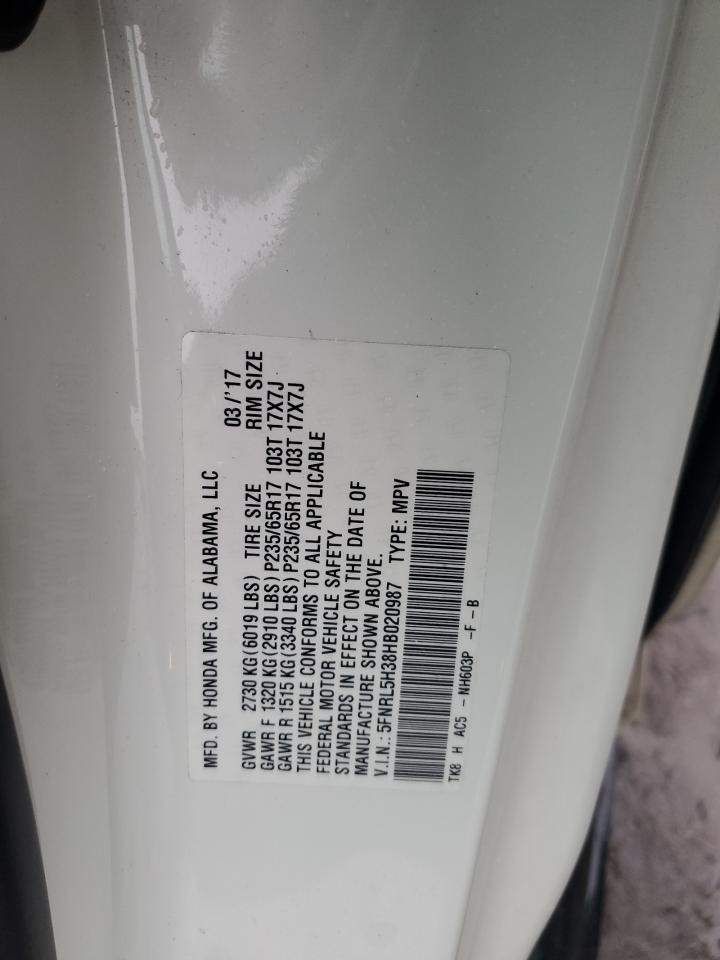 MFD. BY HONDA MFG. OF ALABAMA, LLC 03/'17
GVWR 2730 KG(6019 LBS) TIRE SIZE RIM SIZE
GAWR F 1320 KG(2910 LBS) P235/65R17 103T 17X7J
GAWR R 1515 KG(3340 LBS) P235/65R17 103T 17X7J
THIS VEHICLE CONFORMS TO ALL APPLICABLE
FEDERAL MOTOR VEHICLE SAFETY
STANDARDS IN EFFECT ON THE DATE OF
MANUFACTURE SHOWN ABOVE.
V.I.N.: 5FNRL5H38HB020987 TYPE: MPV
TK8 H AC5 - NH603P -F-B